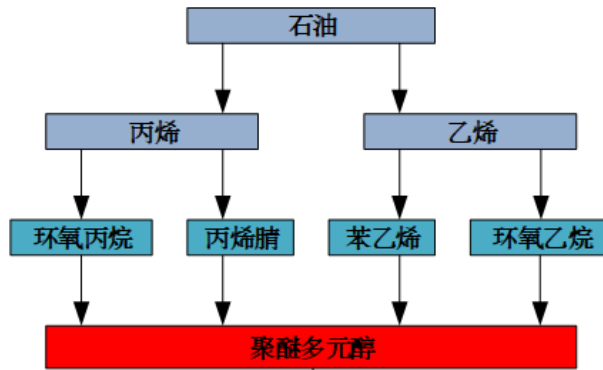 石油
丙烯
乙烯
环氧丙烷
丙烯腈
苯乙烯
环氧乙烷
聚醚多元醇